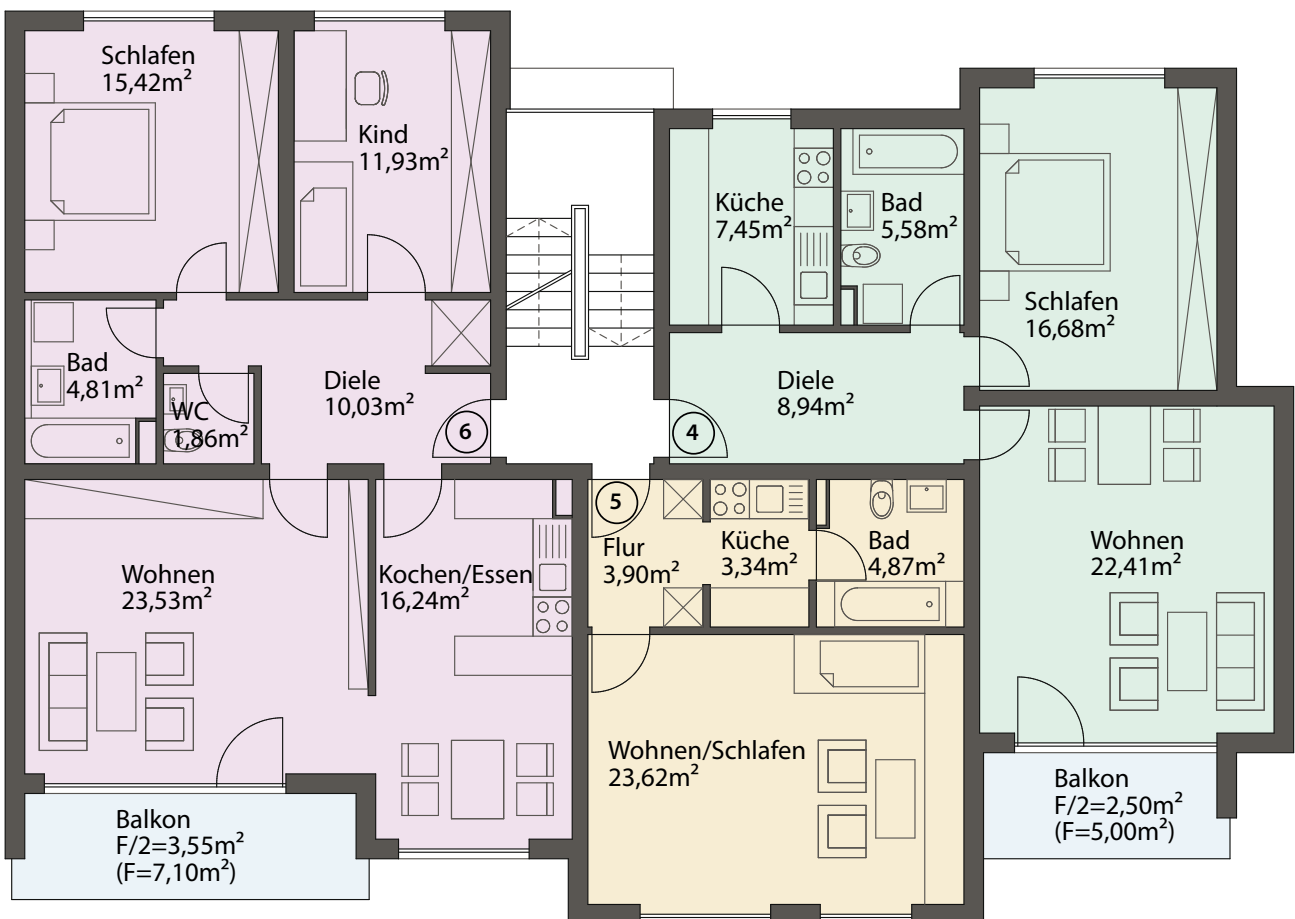 Schlafen
15,42m²
Kind
11,93m²
Küche
7,45m²
Bad
5,58m²
Schlafen
16,68m²
Bad
4,81m²
WC
1,86m²
Diele
10,03m²
6
4
Diele
8,94m²
5
Flur
3,90m²
Küche
3,34m²
Bad
4,87m²
Wohnen
22,41m²
Wohnen
23,53m²
Kochen/Essen
16,24m²
Wohnen/Schlafen
23,62m²
Balkon
F/2=3,55m²
(F=7,10m²)
Balkon
F/2=2,50m²
(F=5,00m²)